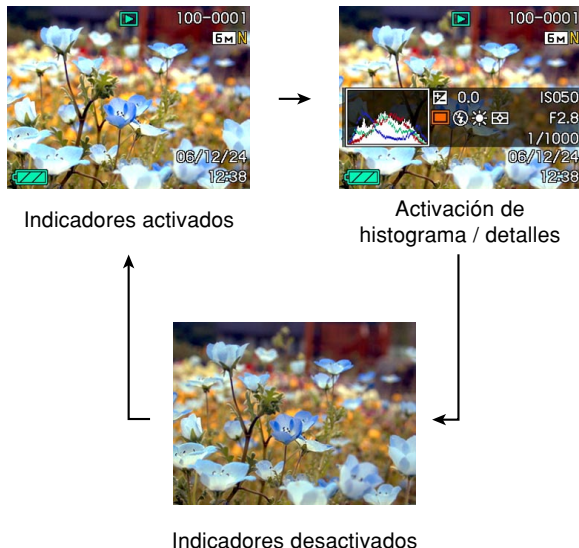 100-0001
6M N
06/12/24
12:38
Indicadores activados
100-0001
6M N
0.0 ISO50
F2.8
1/1000
06/12/24
12:38
Activación de
histograma / detalles
Indicadores desactivados